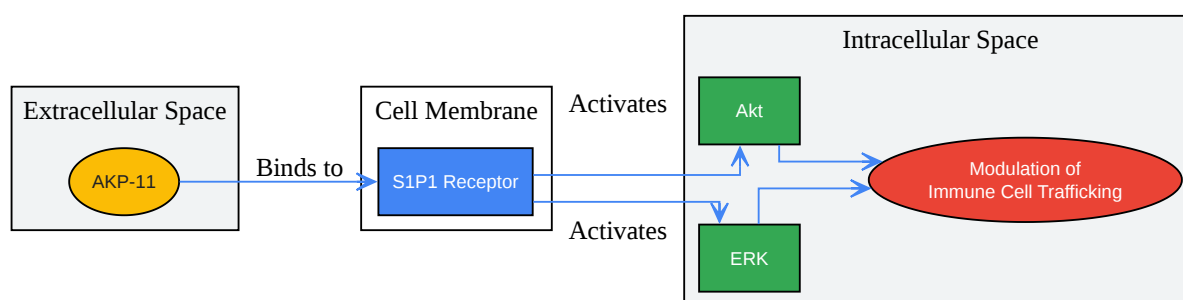 Extracellular Space
AKP-11
Binds to
Cell Membrane
S1P1 Receptor
Activates
Activates
Intracellular Space
Akt
ERK
Modulation of
Immune Cell Trafficking